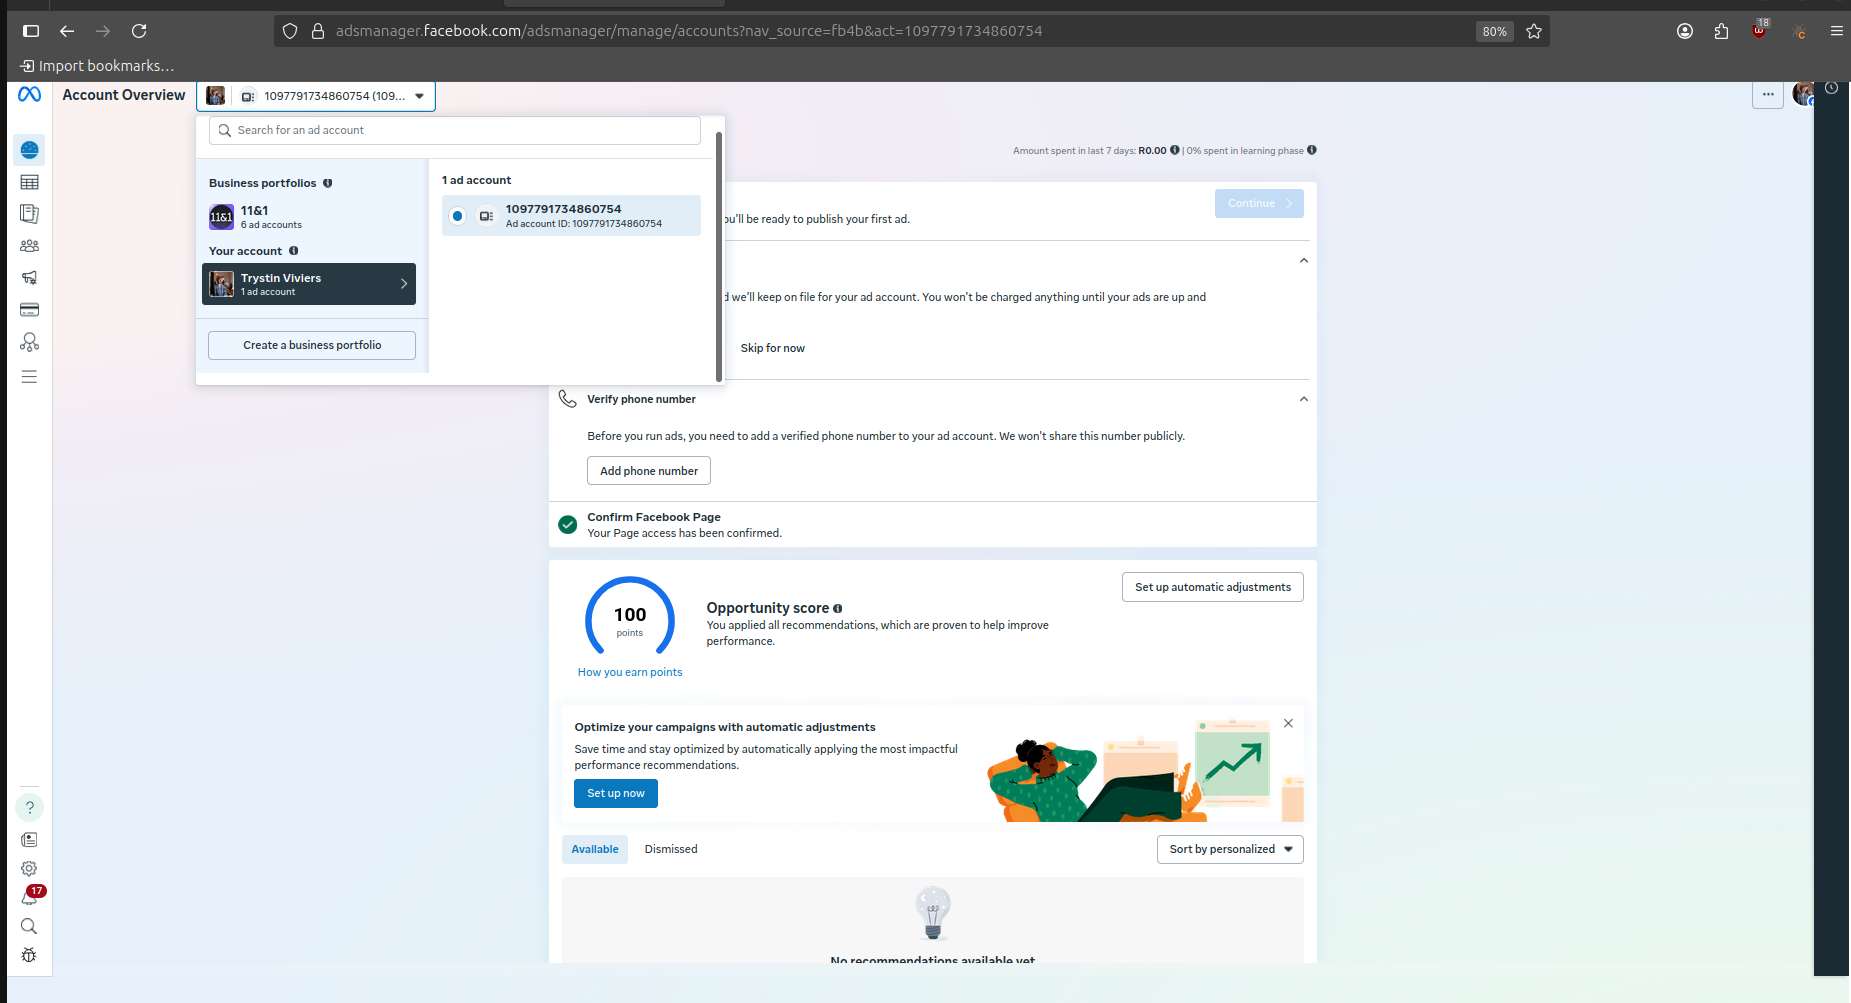 adsmanager.facebook.com/adsmanager/manage/accounts?nav_source=fb4b&act=1097791734860754
80%
18
Import bookmarks…
Account Overview
1097791734860754 (109...
Search for an ad account
Business portfolios
11&1
11&1
6 ad accounts
Your account
Trystin Viviers
1 ad account
Create a business portfolio
1 ad account
1097791734860754
Ad account ID: 1097791734860754
Amount spent in last 7 days: R0.00 | 0% spent in learning phase
Continue
ou'll be ready to publish your first ad.
d we'll keep on file for your ad account. You won't be charged anything until your ads are up and
Skip for now
Verify phone number
Before you run ads, you need to add a verified phone number to your ad account. We won't share this number publicly.
Add phone number
Confirm Facebook Page
Your Page access has been confirmed.
100
points
How you earn points
Opportunity score
You applied all recommendations, which are proven to help improve
performance.
Set up automatic adjustments
Optimize your campaigns with automatic adjustments
Save time and stay optimized by automatically applying the most impactful
performance recommendations.
Set up now
Available
Dismissed
Sort by personalized
No recommendations available yet
17